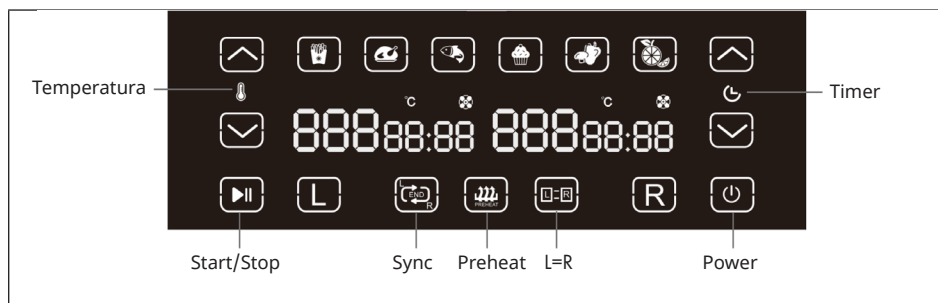 °C °C
Temperatura
Timer
888 88:88 888 88:88
L
L END R
PREHEAT
L=R
R
Start/Stop Sync Preheat L=R Power